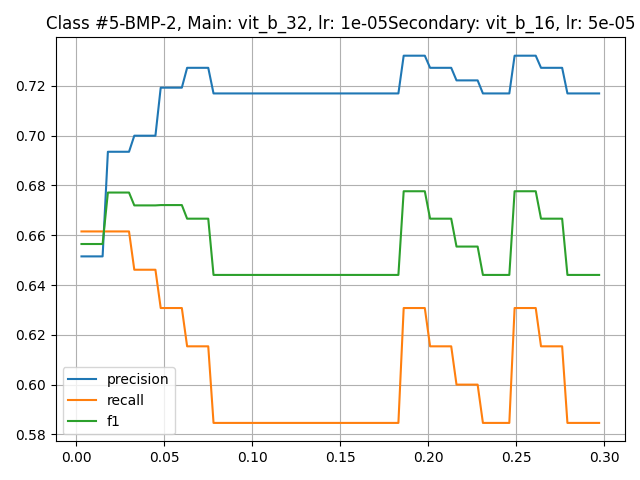 Class #5-BMP-2, Main: vit_b_32, lr: 1e-05Secondary: vit_b_16, lr: 5e-05
0.72
0.70
0.68
0.66
0.64
0.62
0.60
0.58
precision
recall
f1
0.00 0.05 0.10 0.15 0.20 0.25 0.30